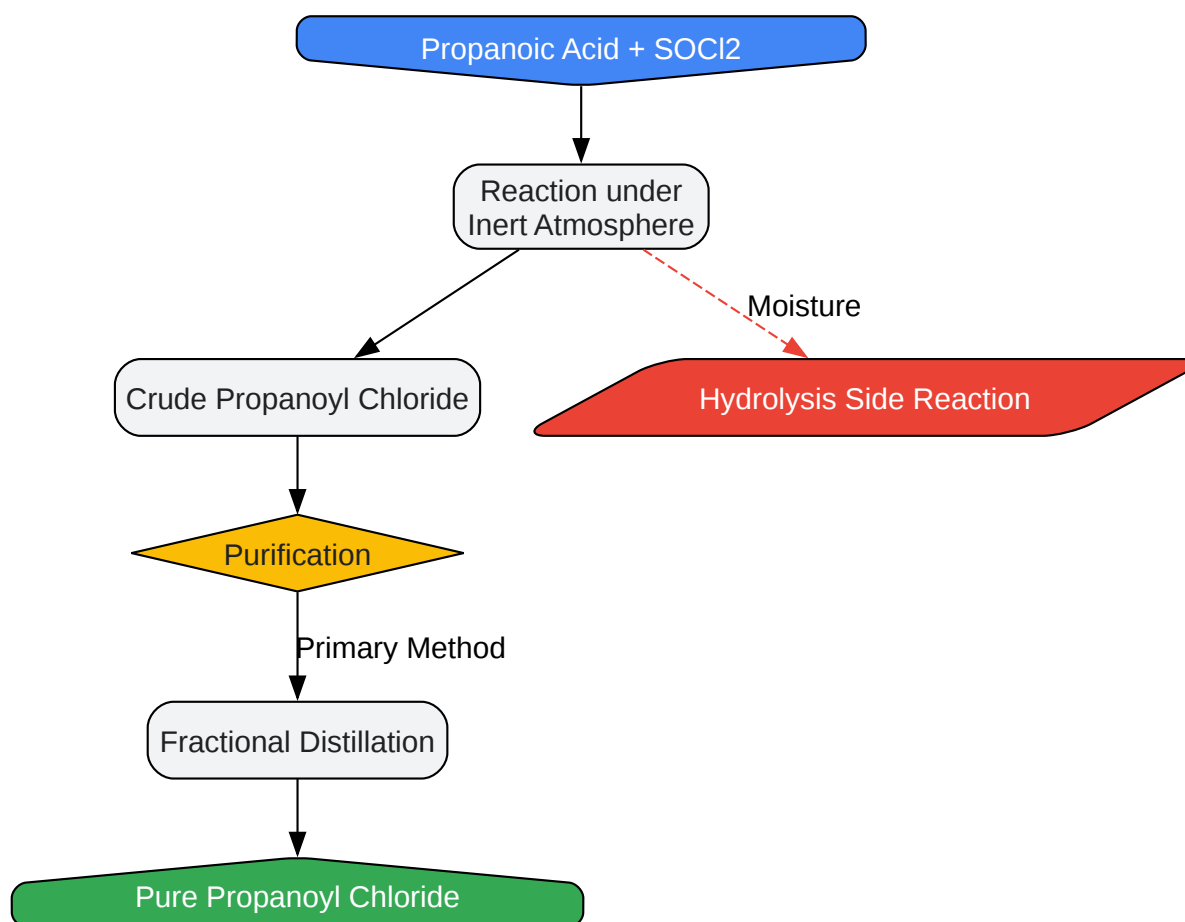 Propanoic Acid + SOCl2
Reaction under
Inert Atmosphere
Moisture
Crude Propanoyl Chloride
Hydrolysis Side Reaction
Purification
Primary Method
Fractional Distillation
Pure Propanoyl Chloride